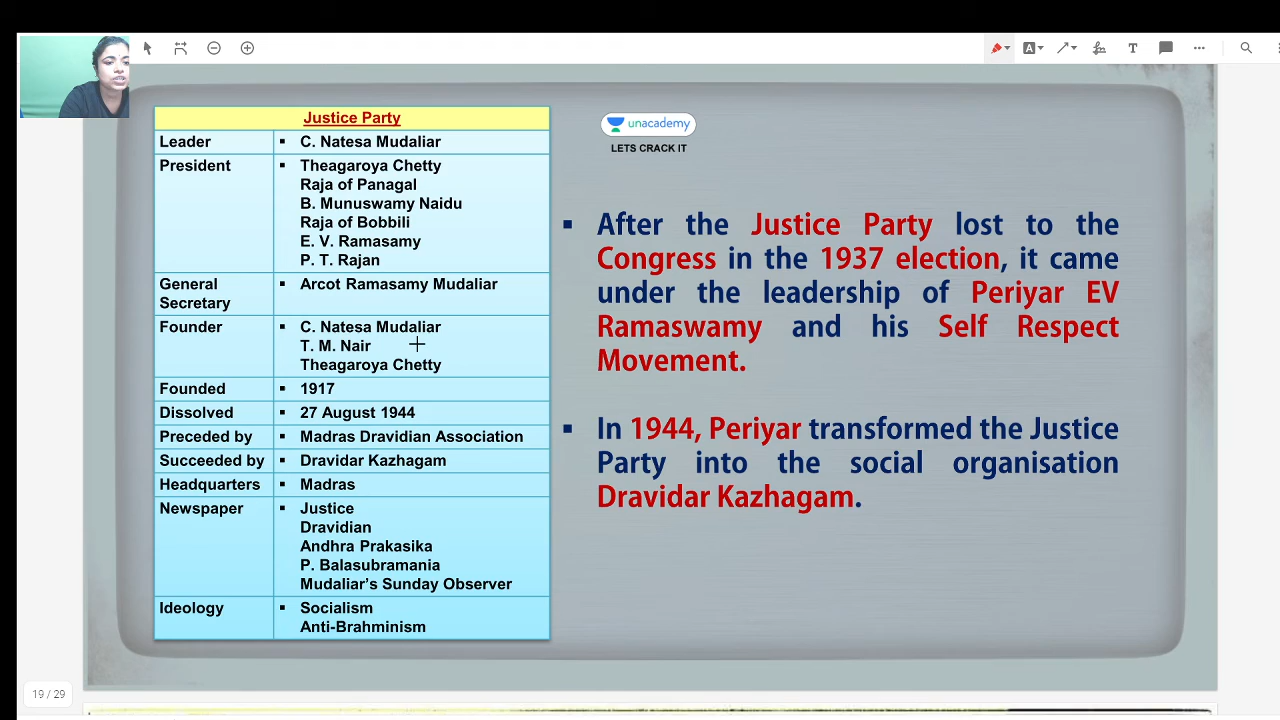 Justice Party
Leader ▪ C. Natesa Mudaliar
President ▪ Theagaroya Chetty
Raja of Panagal
B. Munuswamy Naidu
Raja of Bobbili
E. V. Ramasamy
P. T. Rajan
General ▪ Arcot Ramasamy Mudaliar
Secretary
Founder ▪ C. Natesa Mudaliar
T. M. Nair
Theagaroya Chetty
Founded ▪ 1917
Dissolved ▪ 27 August 1944
Preceded by ▪ Madras Dravidian Association
Succeeded by ▪ Dravidar Kazhagam
Headquarters ▪ Madras
Newspaper ▪ Justice
Dravidian
Andhra Prakasika
P. Balasubramania
Mudaliar's Sunday Observer
Ideology ▪ Socialism
Anti-Brahminism
unacademy
LETS CRACK IT
▪ After the Justice Party lost to the
Congress in the 1937 election, it came
under the leadership of Periyar EV
Ramaswamy and his Self Respect
Movement.
▪ In 1944, Periyar transformed the Justice
Party into the social organisation
Dravidar Kazhagam.
19 / 29